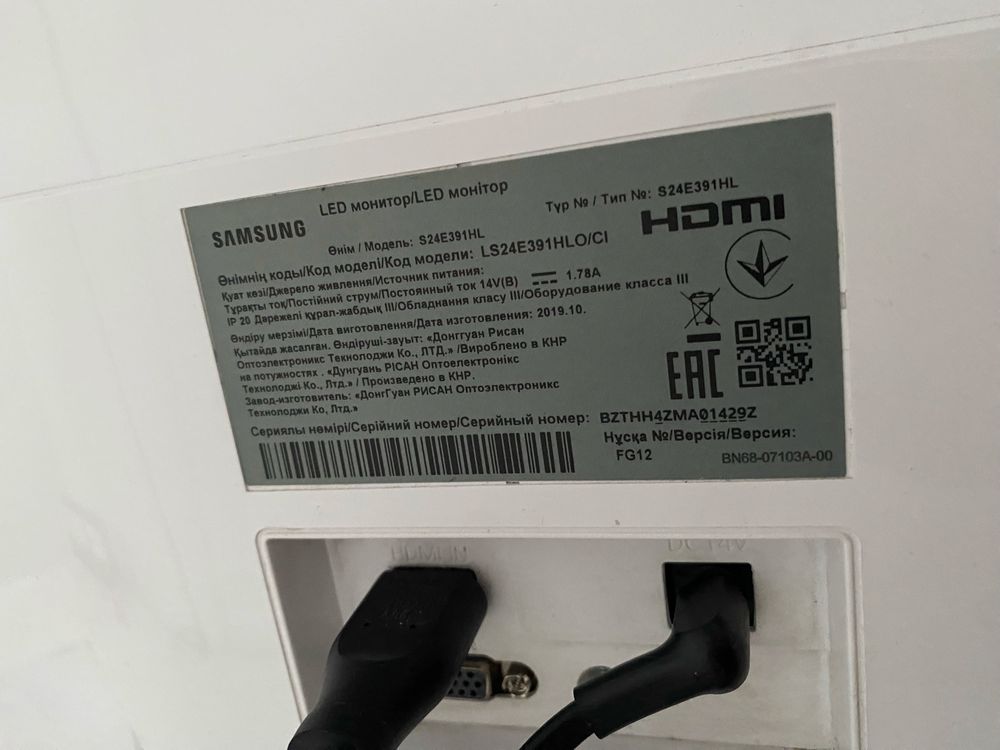 LED монитор/LED монітор
SAMSUNG
Өнім / Модель: S24E391HL
Түр № / Тип №: S24E391HL
HDMI
Өнімнің коды/Код моделі/Код модели: LS24E391HLO/CI
Қуат көзі/Джерело живлення/Источник питания:
Тұрақты тоқ/Постійний струм/Постоянный ток 14V(B) 1.78A
IP 20 Дәрежелі құрал-жабдық III/Обладнання класу III/Оборудование класса III
Өндіру мерзімі/Дата виготовлення/Дата изготовления: 2019.10.
Қытайда жасалған. Өндіруші-зауыт: «Донггуан Рисан
Оптоэлектроникс Технолоджи Ко., ЛТД.» /Вироблено в КНР
на потужностях . «Дунгуань РІСАН Оптоелектронікс
Технолоджі Ко., Лтд.» / Произведено в КНР.
Завод-изготовитель: «ДонгГуан РИСАН Оптоэлектроникс
Технолоджи Ко, Лтд.»
EAC
Сериялы нөмірі/Серійний номер/Серийный номер: BZTHH4ZMA01429Z
Нұсқа №/Версія/Версия:
FG12
BN68-07103A-00
HDMI IN
DC 14V